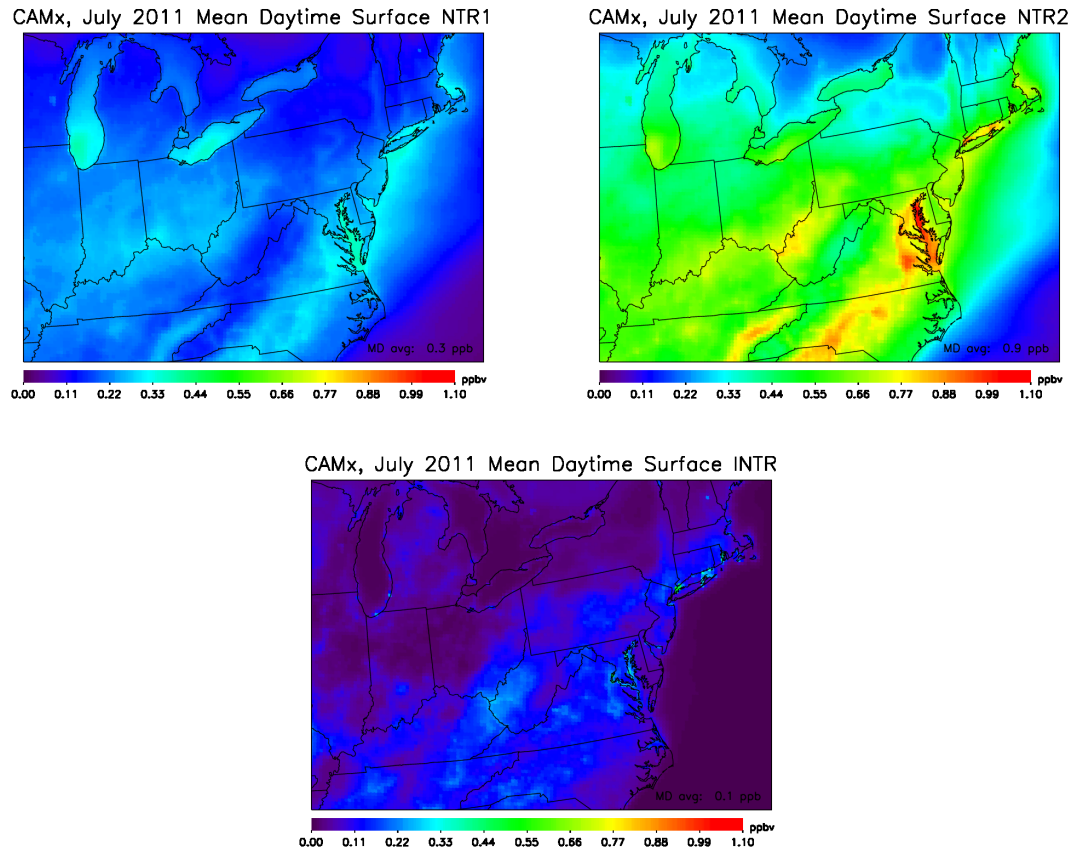 CAMx, July 2011 Mean Daytime Surface NTR1
MD avg: 0.3 ppb
0.00 0.11 0.22 0.33 0.44 0.55 0.66 0.77 0.88 0.99 1.10 ppbv
CAMx, July 2011 Mean Daytime Surface NTR2
MD avg: 0.9 ppb
0.00 0.11 0.22 0.33 0.44 0.55 0.66 0.77 0.88 0.99 1.10 ppbv
CAMx, July 2011 Mean Daytime Surface INTR
MD avg: 0.1 ppb
0.00 0.11 0.22 0.33 0.44 0.55 0.66 0.77 0.88 0.99 1.10 ppbv